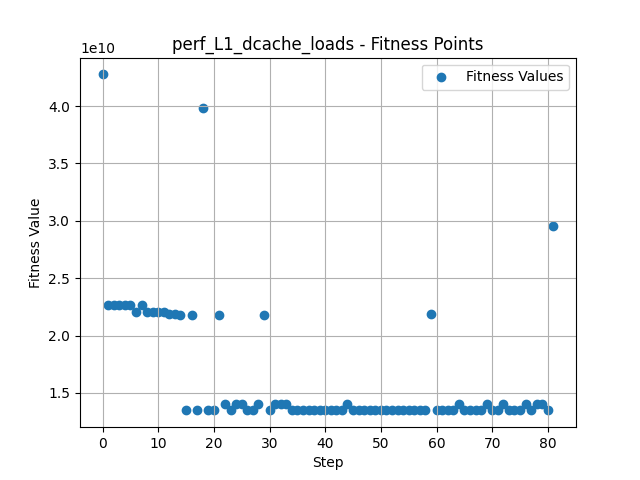 perf_L1_dcache_loads - Fitness Points
1e10
Fitness Values
4.0
3.5
3.0
2.5
2.0
1.5
Fitness Value
0 10 20 30 40 50 60 70 80
Step